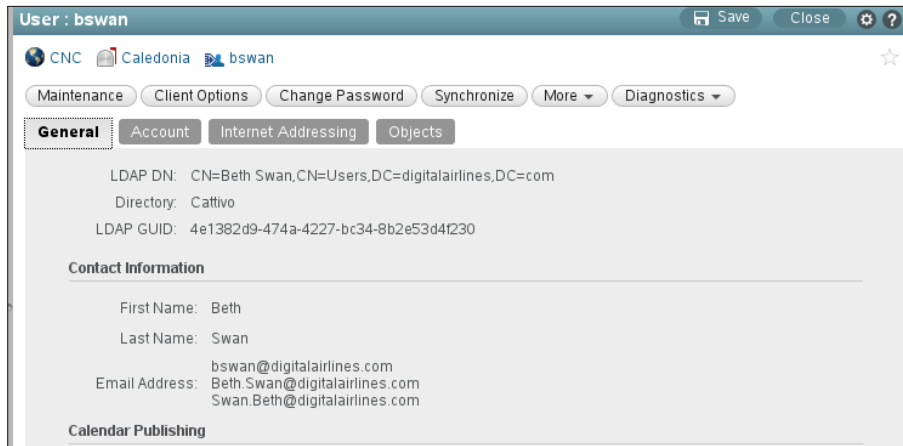 User : bswan Save Close ?
CNC Caledonia bswan
Maintenance Client Options Change Password Synchronize More Diagnostics
General Account Internet Addressing Objects
LDAP DN: CN=Beth Swan,CN=Users,DC=digitalairlines,DC=com
Directory: Cattivo
LDAP GUID: 4e1382d9-474a-4227-bc34-8b2e53d4f230
Contact Information
First Name: Beth
Last Name: Swan
bswan@digitalairlines.com
Email Address: Beth.Swan@digitalairlines.com
Swan.Beth@digitalairlines.com
Calendar Publishing